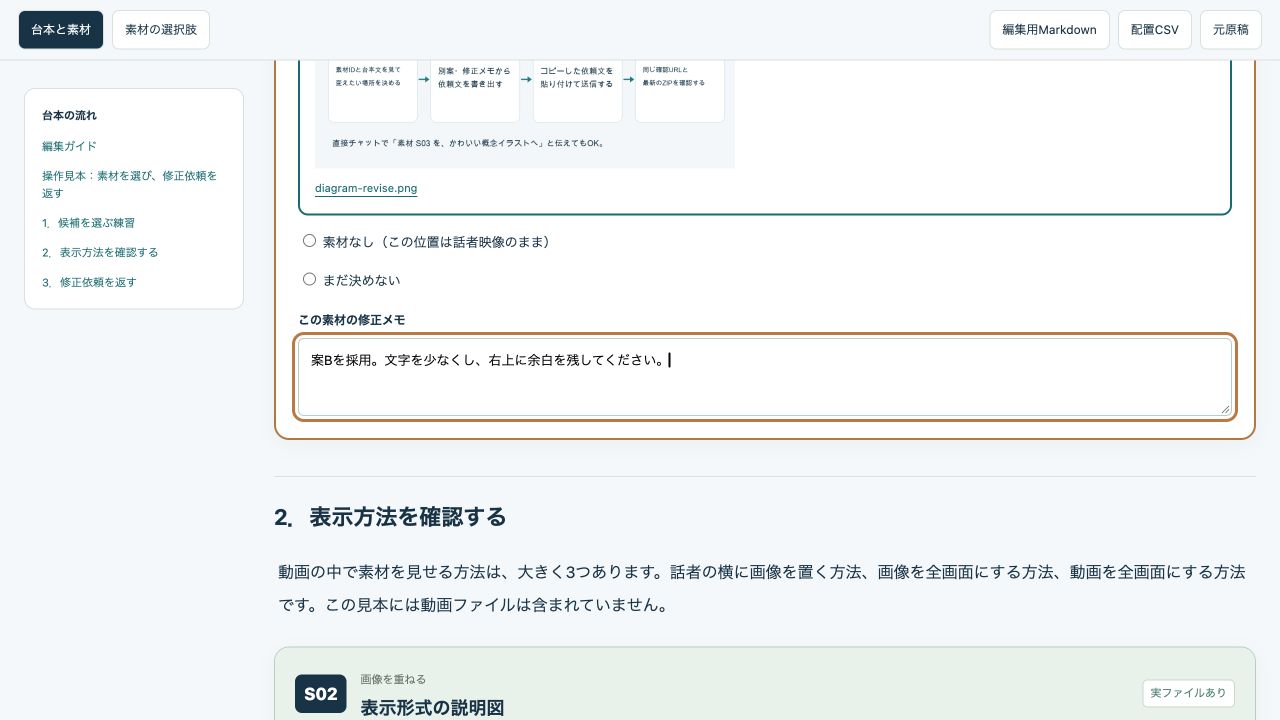 台本と素材
素材の選択肢
編集用Markdown
配置CSV
元原稿
台本の流れ
編集ガイド
操作見本：素材を選び、修正依頼を
返す
1. 候補を選ぶ練習
2. 表示方法を確認する
3. 修正依頼を返す
素材IDと台本文を見て
変えたい場所を決める
別案・修正メモから
依頼文を書き出す
コピーした依頼文を
貼り付けて送信する
同じ確認URLと
最新のZIPを確認する
直接チャットで「素材 S03 を、かわいい概念イラストへ」と伝えてもOK。
diagram-revise.png
素材なし（この位置は話者映像のまま）
まだ決めない
この素材の修正メモ
案Bを採用。文字を少なくし、右上に余白を残してください。
2. 表示方法を確認する
動画の中で素材を見せる方法は、大きく3つあります。話者の横に画像を置く方法、画像を全画面にする方法、動画を全画面にする方法
です。この見本には動画ファイルは含まれていません。
S02
画像を重ねる
表示形式の説明図
実ファイルあり